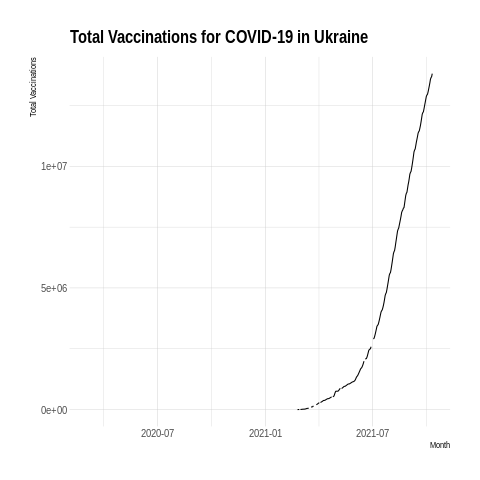 Total Vaccinations for COVID-19 in Ukraine
Total Vaccinations
1e+07
5e+06
0e+00
2020-07
2021-01
2021-07
Month